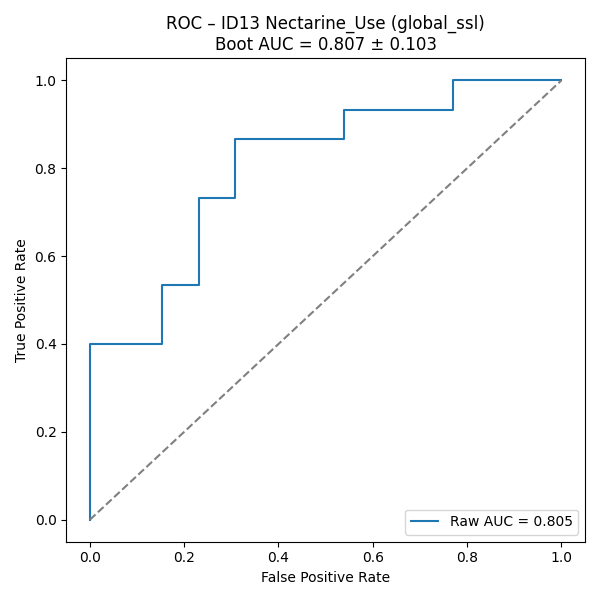 ROC – ID13 Nectarine_Use (global_ssl)
Boot AUC = 0.807 ± 0.103
True Positive Rate
1.0
0.8
0.6
0.4
0.2
0.0
Raw AUC = 0.805
0.0 0.2 0.4 0.6 0.8 1.0
False Positive Rate